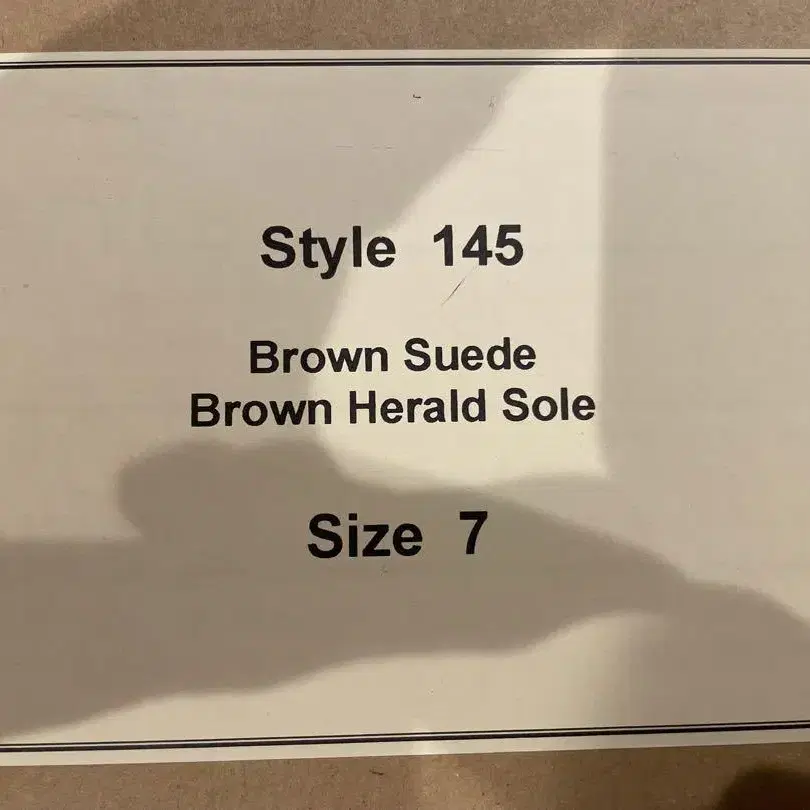 Style 145
Brown Suede
Brown Herald Sole
Size 7